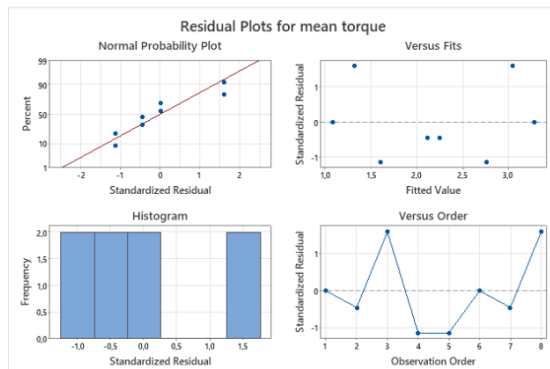 Residual Plots for mean torque
Normal Probability Plot
Versus Fits
99
90
50
10
1
Percent
-2 -1 0 1 2
Standardized Residual
1
0
-1
Standardized Residual
1,0 1,5 2,0 2,5 3,0
Fitted Value
Histogram
Versus Order
2,0
1,5
1,0
0,5
0,0
Frequency
-1,0 -0,5 0,0 0,5 1,0 1,5
Standardized Residual
1
0
-1
Standardized Residual
1 2 3 4 5 6 7 8
Observation Order